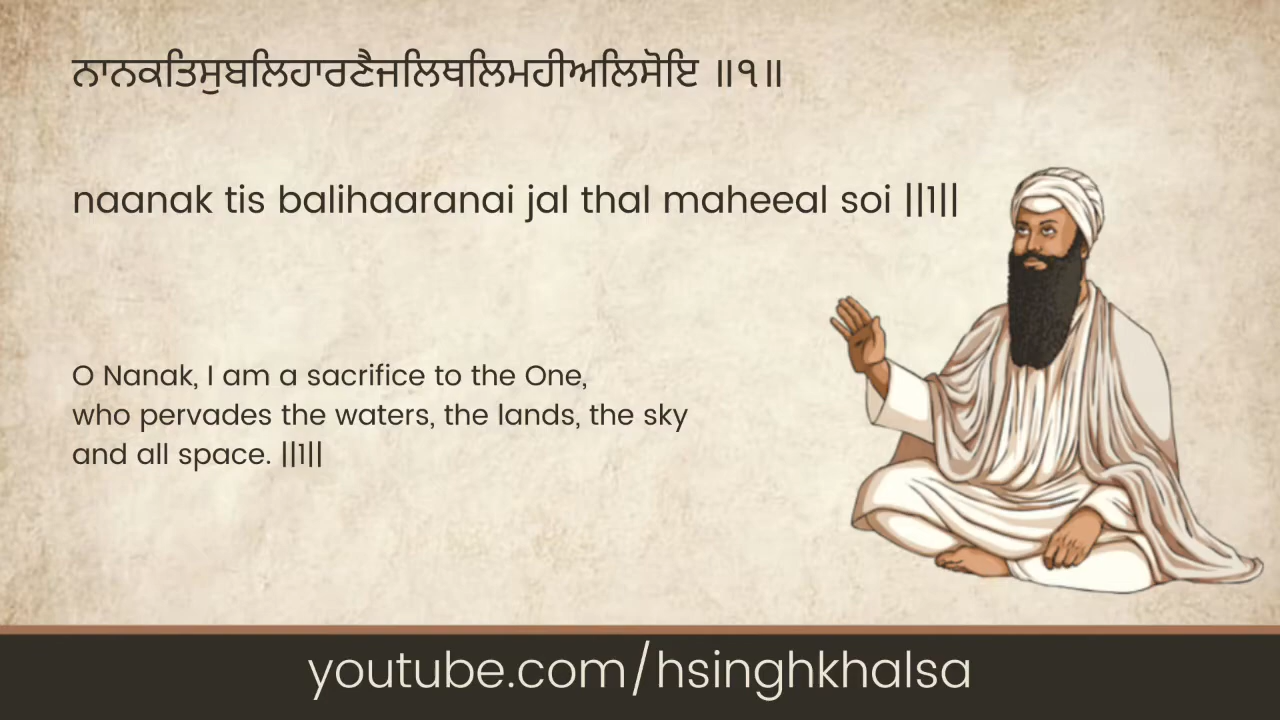 ਨਾਨਕਤਿਸੁਬਲਿਹਾਰਣੈਜਲਿਥਲਿਮਹੀਅਲਿਸੋਇ ॥੧॥
naanak tis balihaaranai jal thal maheeal soi ||1||
O Nanak, I am a sacrifice to the One,
who pervades the waters, the lands, the sky
and all space. ||1||
youtube.com/hsinghkhalsa